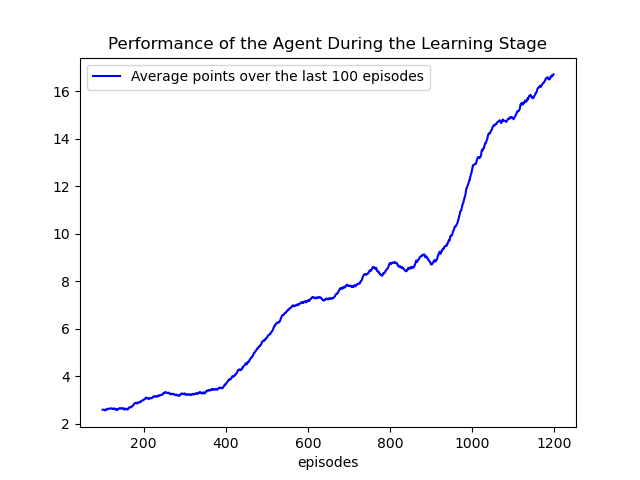 Performance of the Agent During the Learning Stage
Average points over the last 100 episodes
16
14
12
10
8
6
4
2
200 400 600 800 1000 1200
episodes